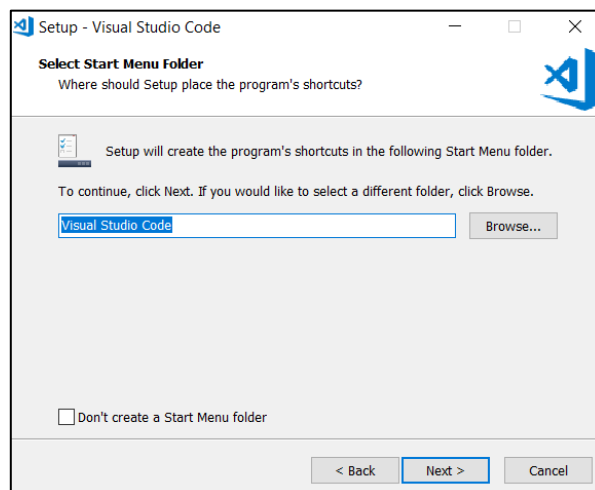 Setup - Visual Studio Code
Select Start Menu Folder
Where should Setup place the program's shortcuts?
Setup will create the program's shortcuts in the following Start Menu folder.
To continue, click Next. If you would like to select a different folder, click Browse.
Visual Studio Code
Browse...
Don't create a Start Menu folder
< Back
Next >
Cancel